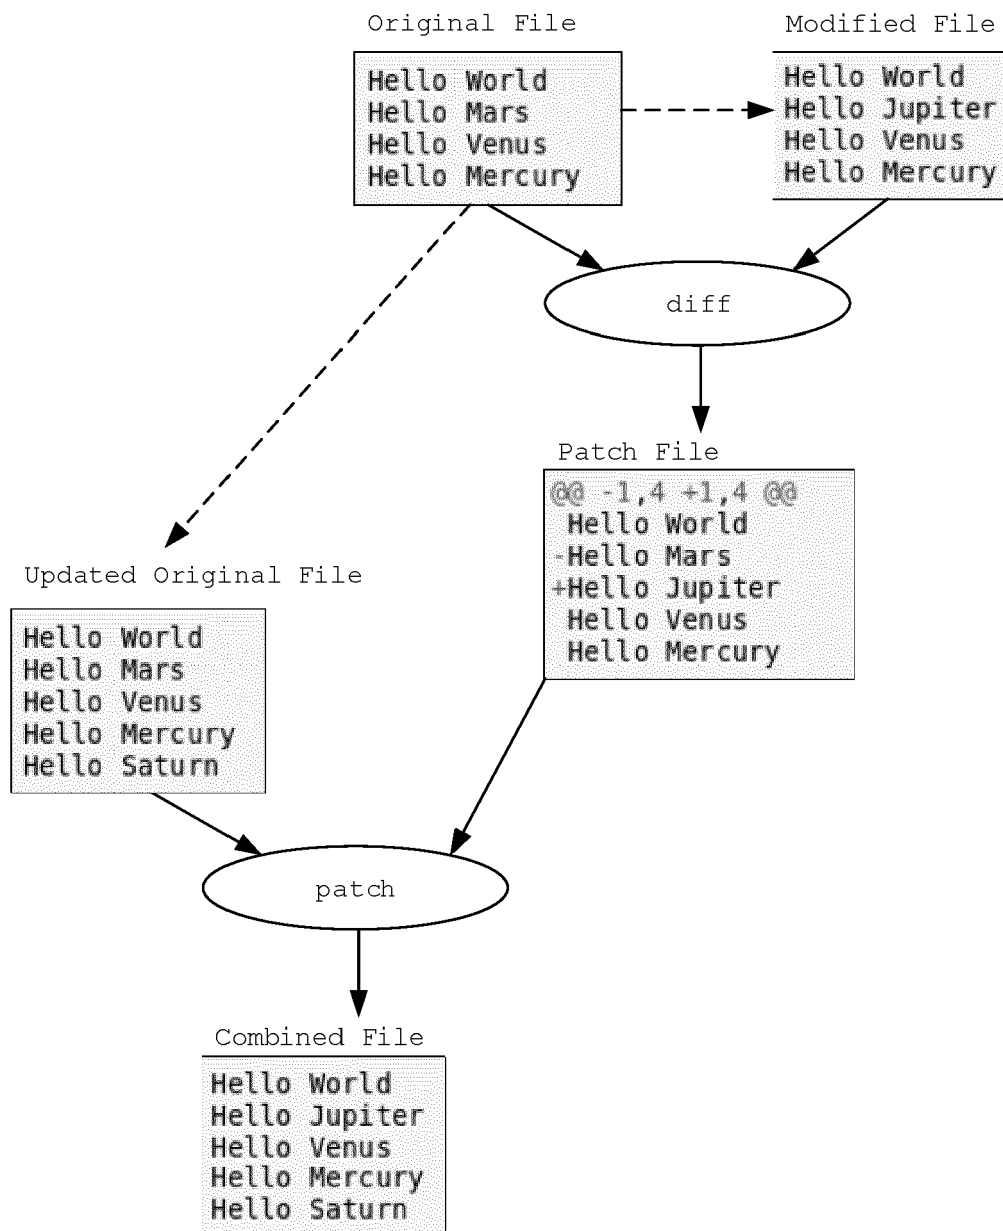 Original File
Hello World
Hello Mars
Hello Venus
Hello Mercury
Modified File
Hello World
Hello Jupiter
Hello Venus
Hello Mercury
diff
Patch File
@@ -1,4 +1,4 @@
 Hello World
-Hello Mars
+Hello Jupiter
 Hello Venus
 Hello Mercury
Updated Original File
Hello World
Hello Mars
Hello Venus
Hello Mercury
Hello Saturn
patch
Combined File
Hello World
Hello Jupiter
Hello Venus
Hello Mercury
Hello Saturn